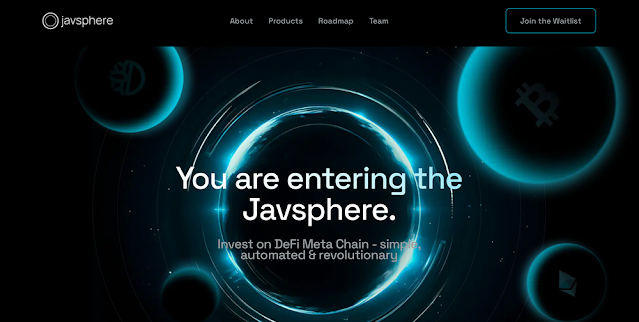 javsphere
About Products Roadmap Team
Join the Waitlist
You are entering the
Javsphere.
Invest on DeFi Meta Chain - simple,
automated & revolutionary